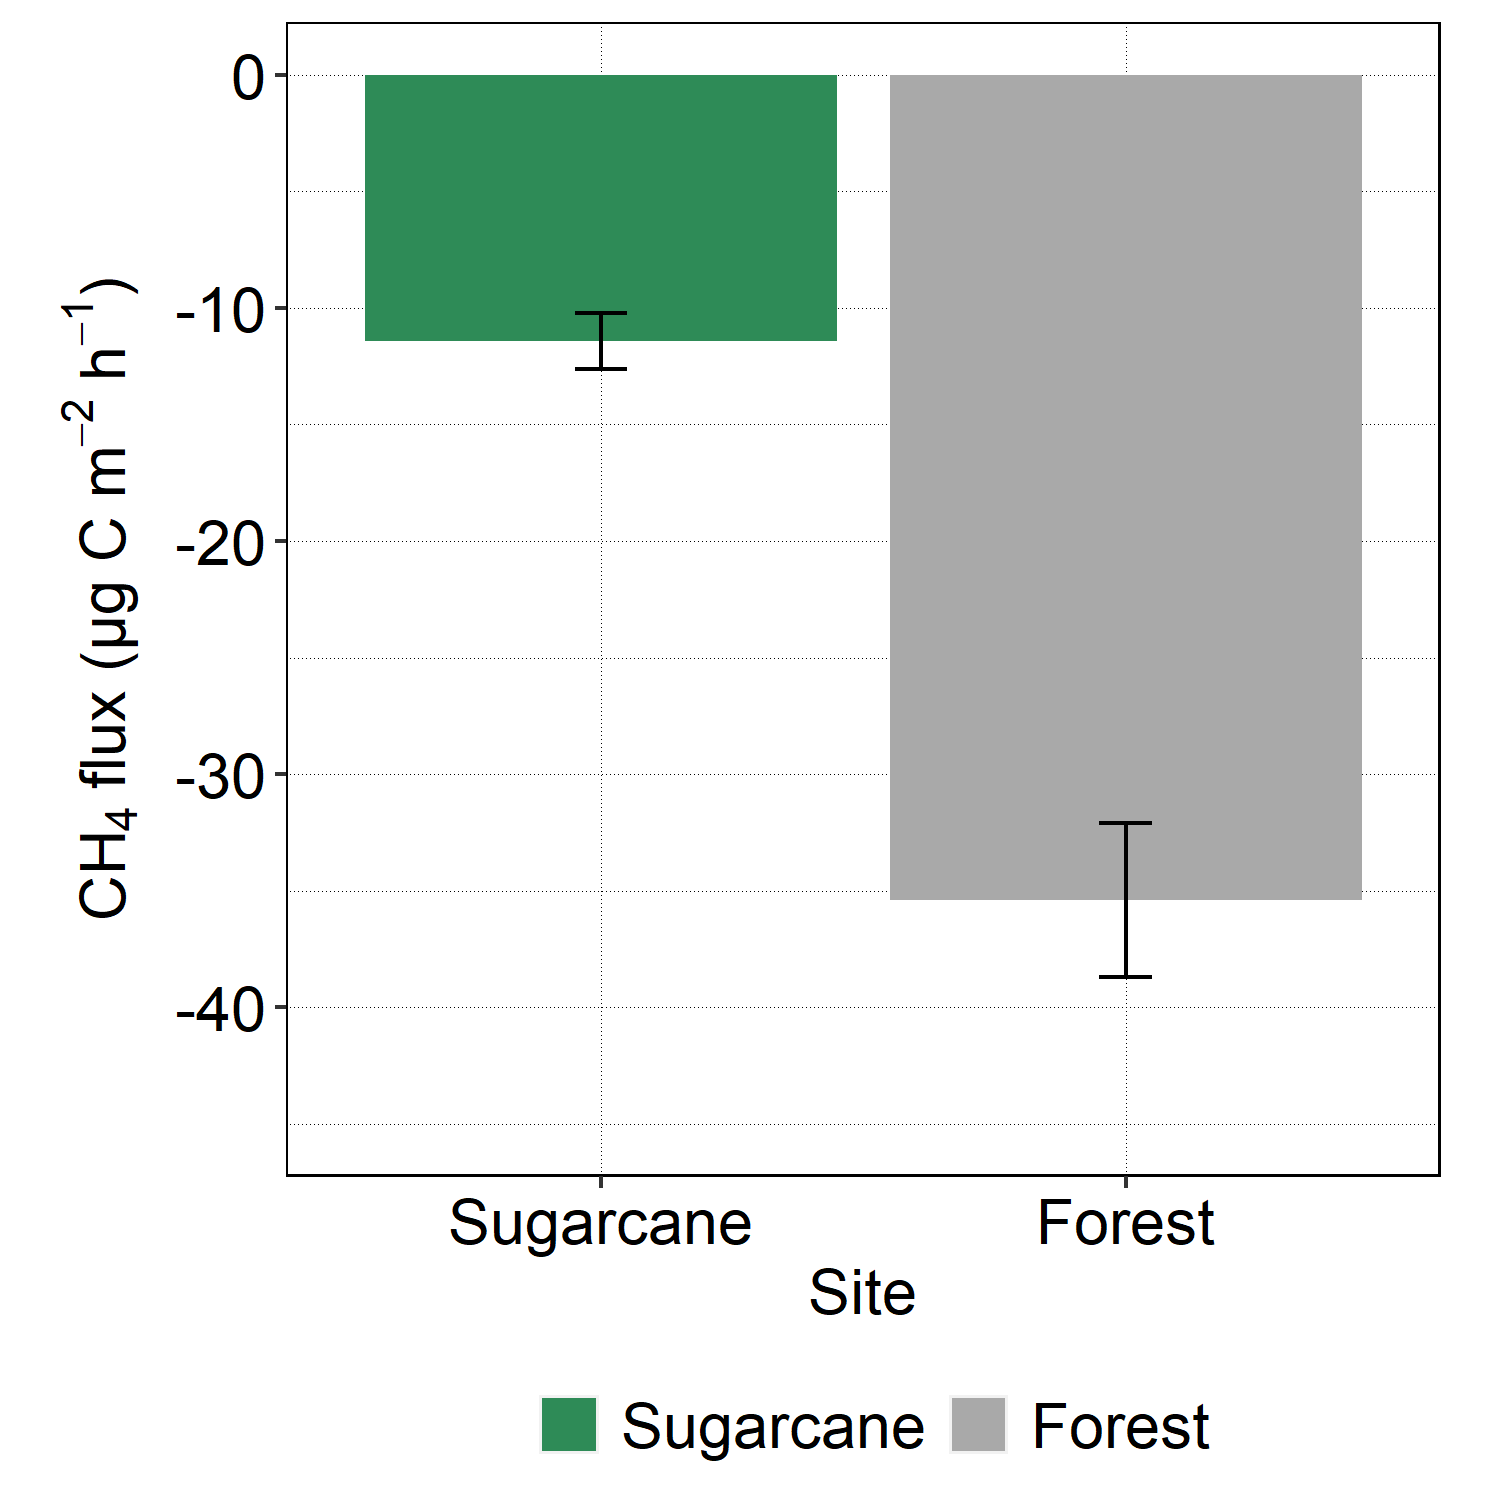 CH₄ flux (µg C m⁻² h⁻¹)
0
-10
-20
-30
-40
Sugarcane Forest
Site
Sugarcane Forest